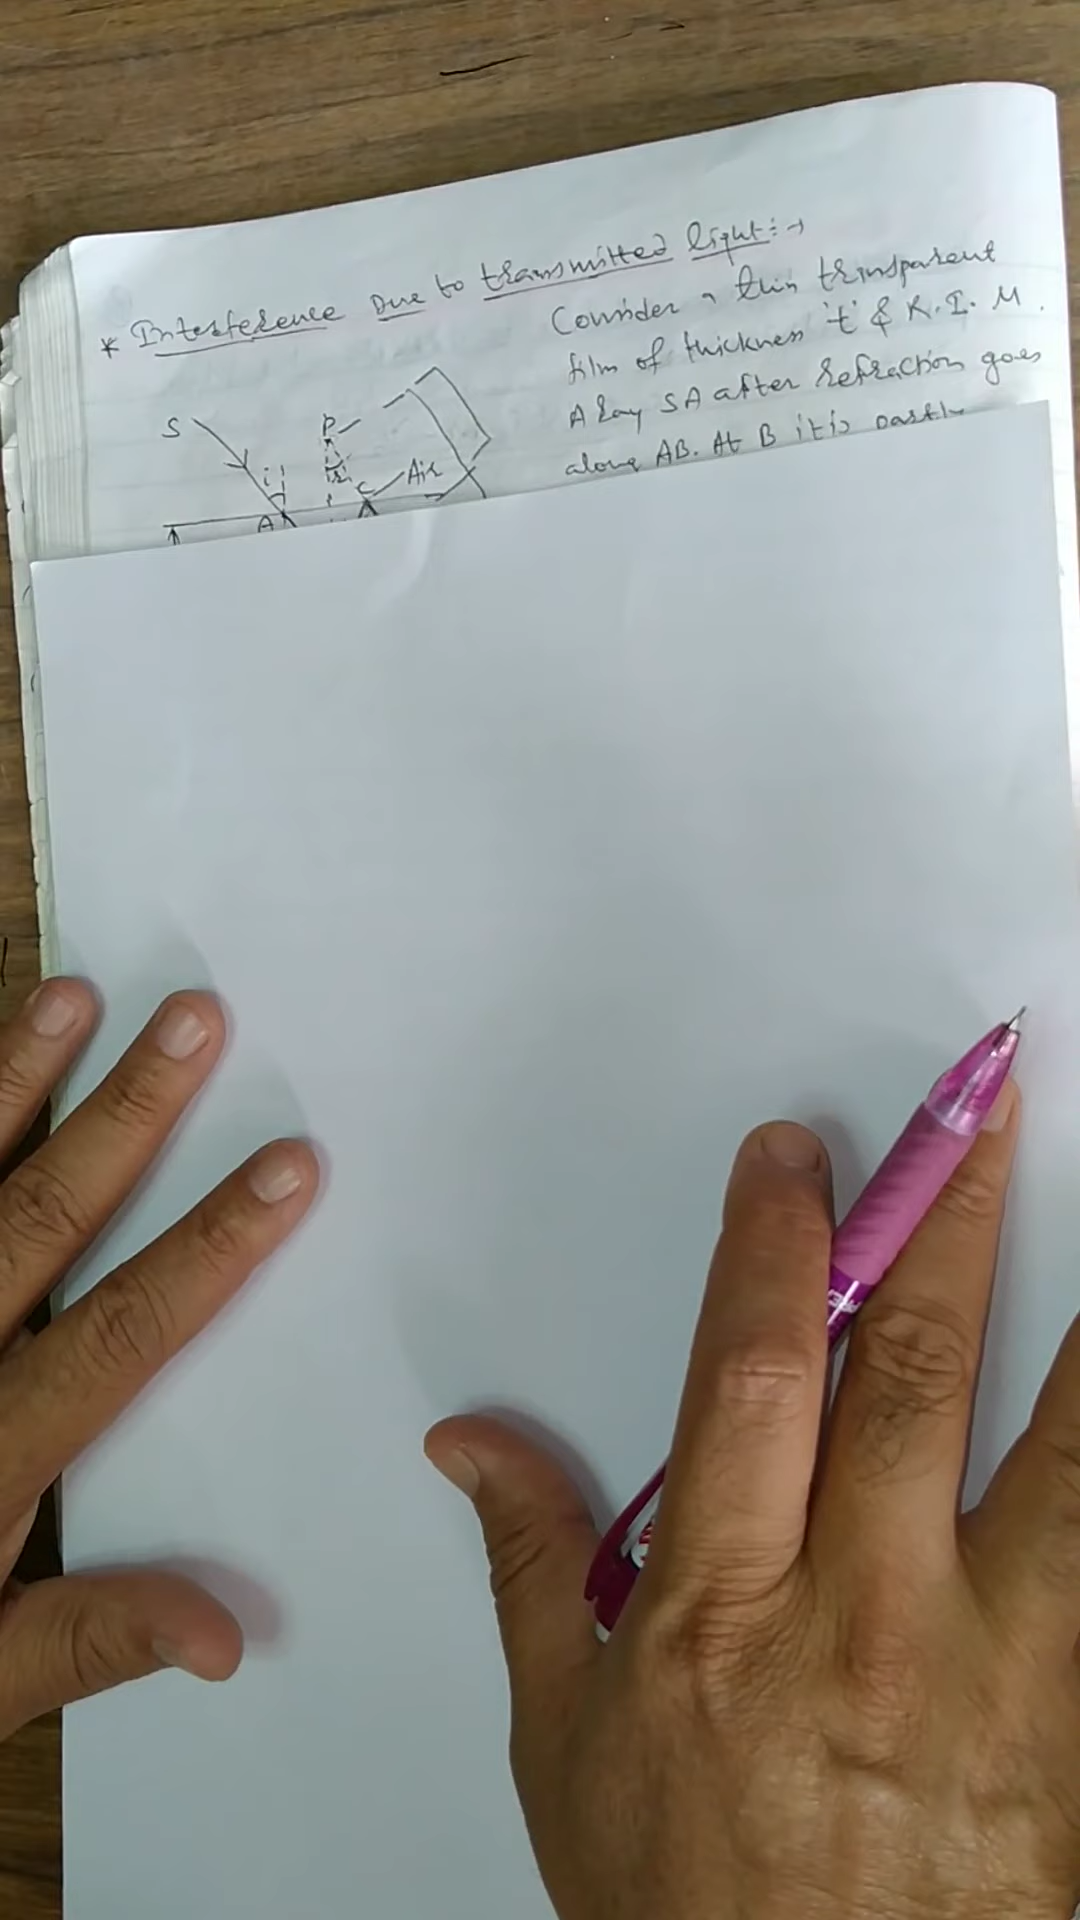 * Interference Due to transmitted light :→
Consider a thin trinsparent
film of thickness 't' & R.I. M.
A Ray SA after refraction goes
along AB. At B it is partly
S
P
i
r
C
Air
A